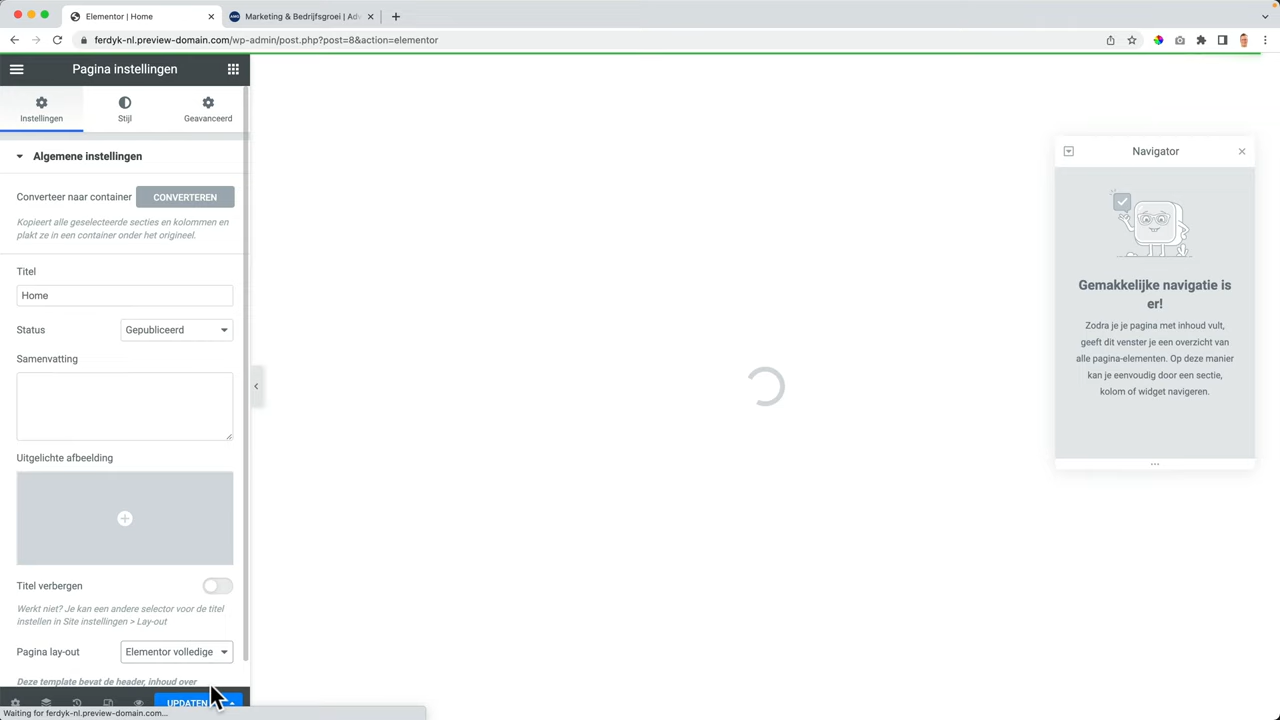 Elementor | Home
Marketing & Bedrijfsgroei | Adv
ferdyk-nl.preview-domain.com/wp-admin/post.php?post=8&action=elementor
Pagina instellingen
Instellingen
Stijl
Geavanceerd
Algemene instellingen
Converteer naar container
CONVERTEREN
Kopieert alle geselecteerde secties en kolommen en
plakt ze in een container onder het origineel.
Titel
Home
Status
Gepubliceerd
Samenvatting
Uitgelichte afbeelding
Titel verbergen
Werkt niet? Je kan een andere selector voor de titel
instellen in Site instellingen > Lay-out
Pagina lay-out
Elementor volledige
Deze template bevat de header, inhoud over
UPDATEN
Waiting for ferdyk-nl.preview-domain.com...
Navigator
Gemakkelijke navigatie is
er!
Zodra je je pagina met inhoud vult,
geeft dit venster je een overzicht van
alle pagina-elementen. Op deze manier
kan je eenvoudig door een sectie,
kolom of widget navigeren.